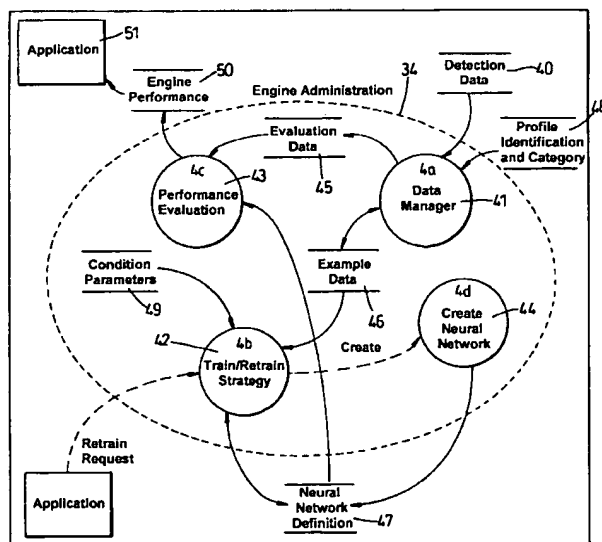 51
Application
50
Engine
Performance
Engine Administration
34
Detection
Data
40
Profile
Identification
and Category
Evaluation
Data
45
4c
Performance
Evaluation
43
4a
Data
Manager
41
Condition
Parameters
49
Example
Data
46
4d
Create
Neural
Network
44
42
4b
Train/Retrain
Strategy
Create
Retrain
Request
Application
Neural
Network
Definition
47